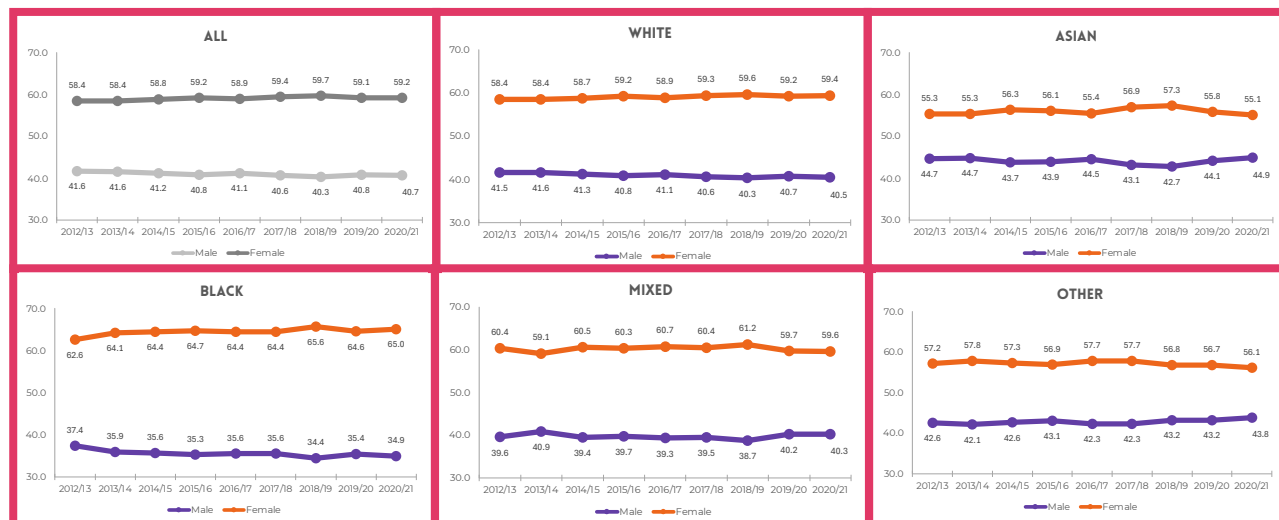 ALL
70.0
60.0
50.0
40.0
30.0
58.4 58.4 58.8 59.2 58.9 59.4 59.7 59.1 59.2
41.6 41.6 41.2 40.8 41.1 40.6 40.3 40.8 40.7
2012/13 2013/14 2014/15 2015/16 2016/17 2017/18 2018/19 2019/20 2020/21
Male Female
WHITE
70.0
60.0
50.0
40.0
30.0
58.4 58.4 58.7 59.2 58.9 59.3 59.6 59.2 59.4
41.5 41.6 41.3 40.8 41.1 40.6 40.3 40.7 40.5
2012/13 2013/14 2014/15 2015/16 2016/17 2017/18 2018/19 2019/20 2020/21
Male Female
ASIAN
70.0
60.0
50.0
40.0
30.0
55.3 55.3 56.3 56.1 55.4 56.9 57.3 55.8 55.1
44.7 44.7 43.7 43.9 44.5 43.1 42.7 44.1 44.9
2012/13 2013/14 2014/15 2015/16 2016/17 2017/18 2018/19 2019/20 2020/21
Male Female
BLACK
70.0
60.0
50.0
40.0
30.0
62.6 64.1 64.4 64.7 64.4 64.4 65.6 64.6 65.0
37.4 35.9 35.6 35.3 35.6 35.6 34.4 35.4 34.9
2012/13 2013/14 2014/15 2015/16 2016/17 2017/18 2018/19 2019/20 2020/21
Male Female
MIXED
70.0
60.0
50.0
40.0
30.0
60.4 59.1 60.5 60.3 60.7 60.4 61.2 59.7 59.6
39.6 40.9 39.4 39.7 39.3 39.5 38.7 40.2 40.3
2012/13 2013/14 2014/15 2015/16 2016/17 2017/18 2018/19 2019/20 2020/21
Male Female
OTHER
70.0
60.0
50.0
40.0
30.0
57.2 57.8 57.3 56.9 57.7 57.7 56.8 56.7 56.1
42.6 42.1 42.6 43.1 42.3 42.3 43.2 43.2 43.8
2012/13 2013/14 2014/15 2015/16 2016/17 2017/18 2018/19 2019/20 2020/21
Male Female